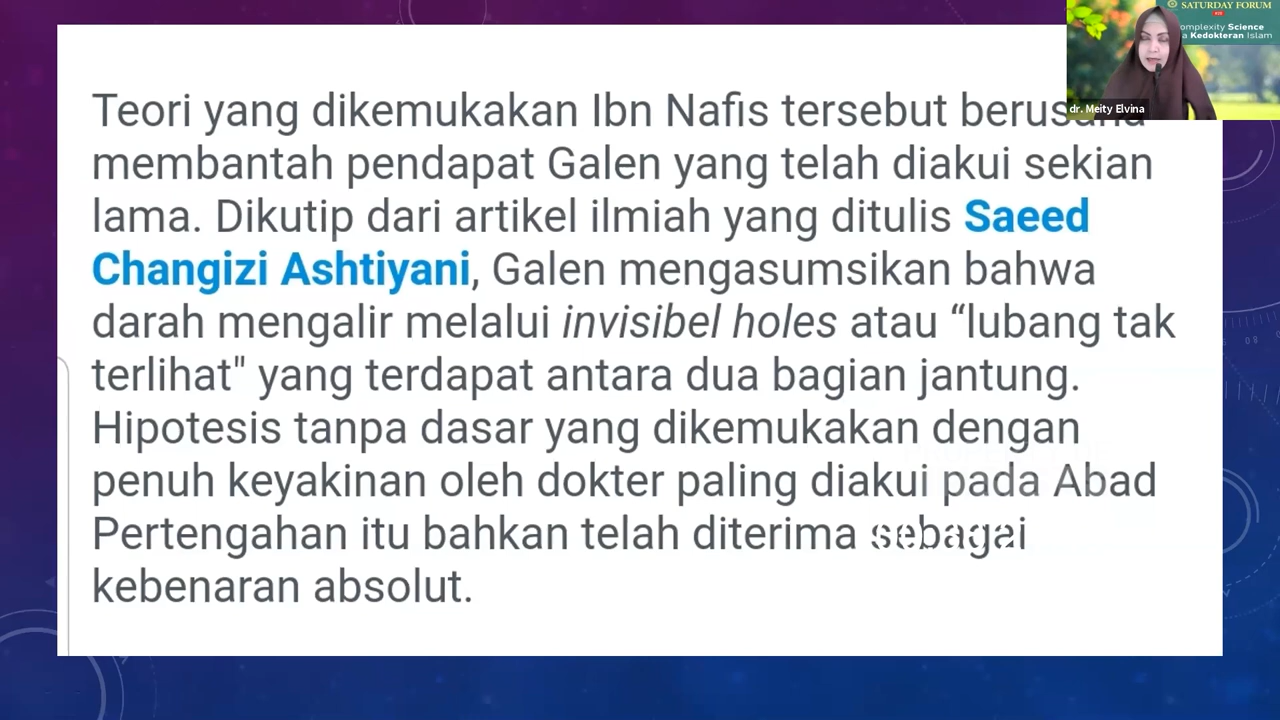 SATURDAY FORUM
omplexity Science
a Kedokteran Islam
dr. Meity Elvina
Teori yang dikemukakan Ibn Nafis tersebut berusaha
membantah pendapat Galen yang telah diakui sekian
lama. Dikutip dari artikel ilmiah yang ditulis Saeed
Changizi Ashtiyani, Galen mengasumsikan bahwa
darah mengalir melalui invisibel holes atau “lubang tak
terlihat" yang terdapat antara dua bagian jantung.
Hipotesis tanpa dasar yang dikemukakan dengan
penuh keyakinan oleh dokter paling diakui pada Abad
Pertengahan itu bahkan telah diterima sebagai
kebenaran absolut.